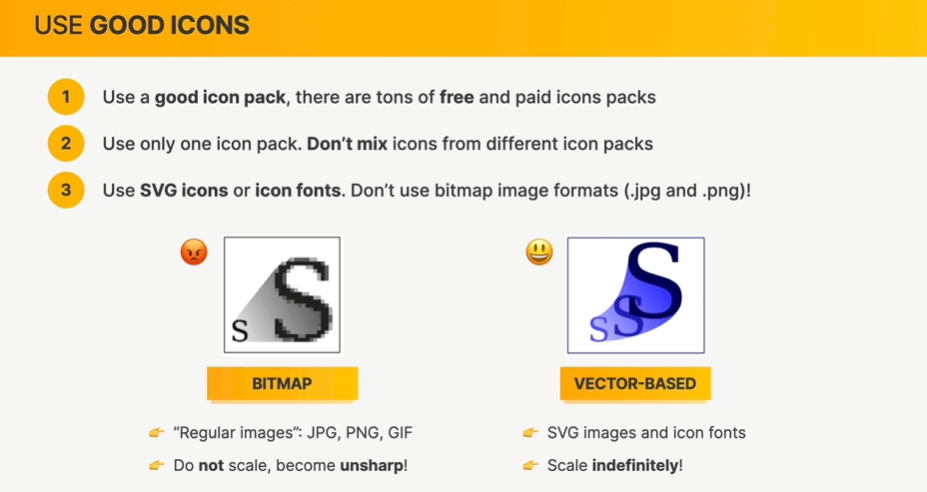 USE GOOD ICONS
1 Use a good icon pack, there are tons of free and paid icons packs
2 Use only one icon pack. Don’t mix icons from different icon packs
3 Use SVG icons or icon fonts. Don’t use bitmap image formats (.jpg and .png)!
S S
S S S
BITMAP
VECTOR-BASED
“Regular images”: JPG, PNG, GIF
Do not scale, become unsharp!
SVG images and icon fonts
Scale indefinitely!